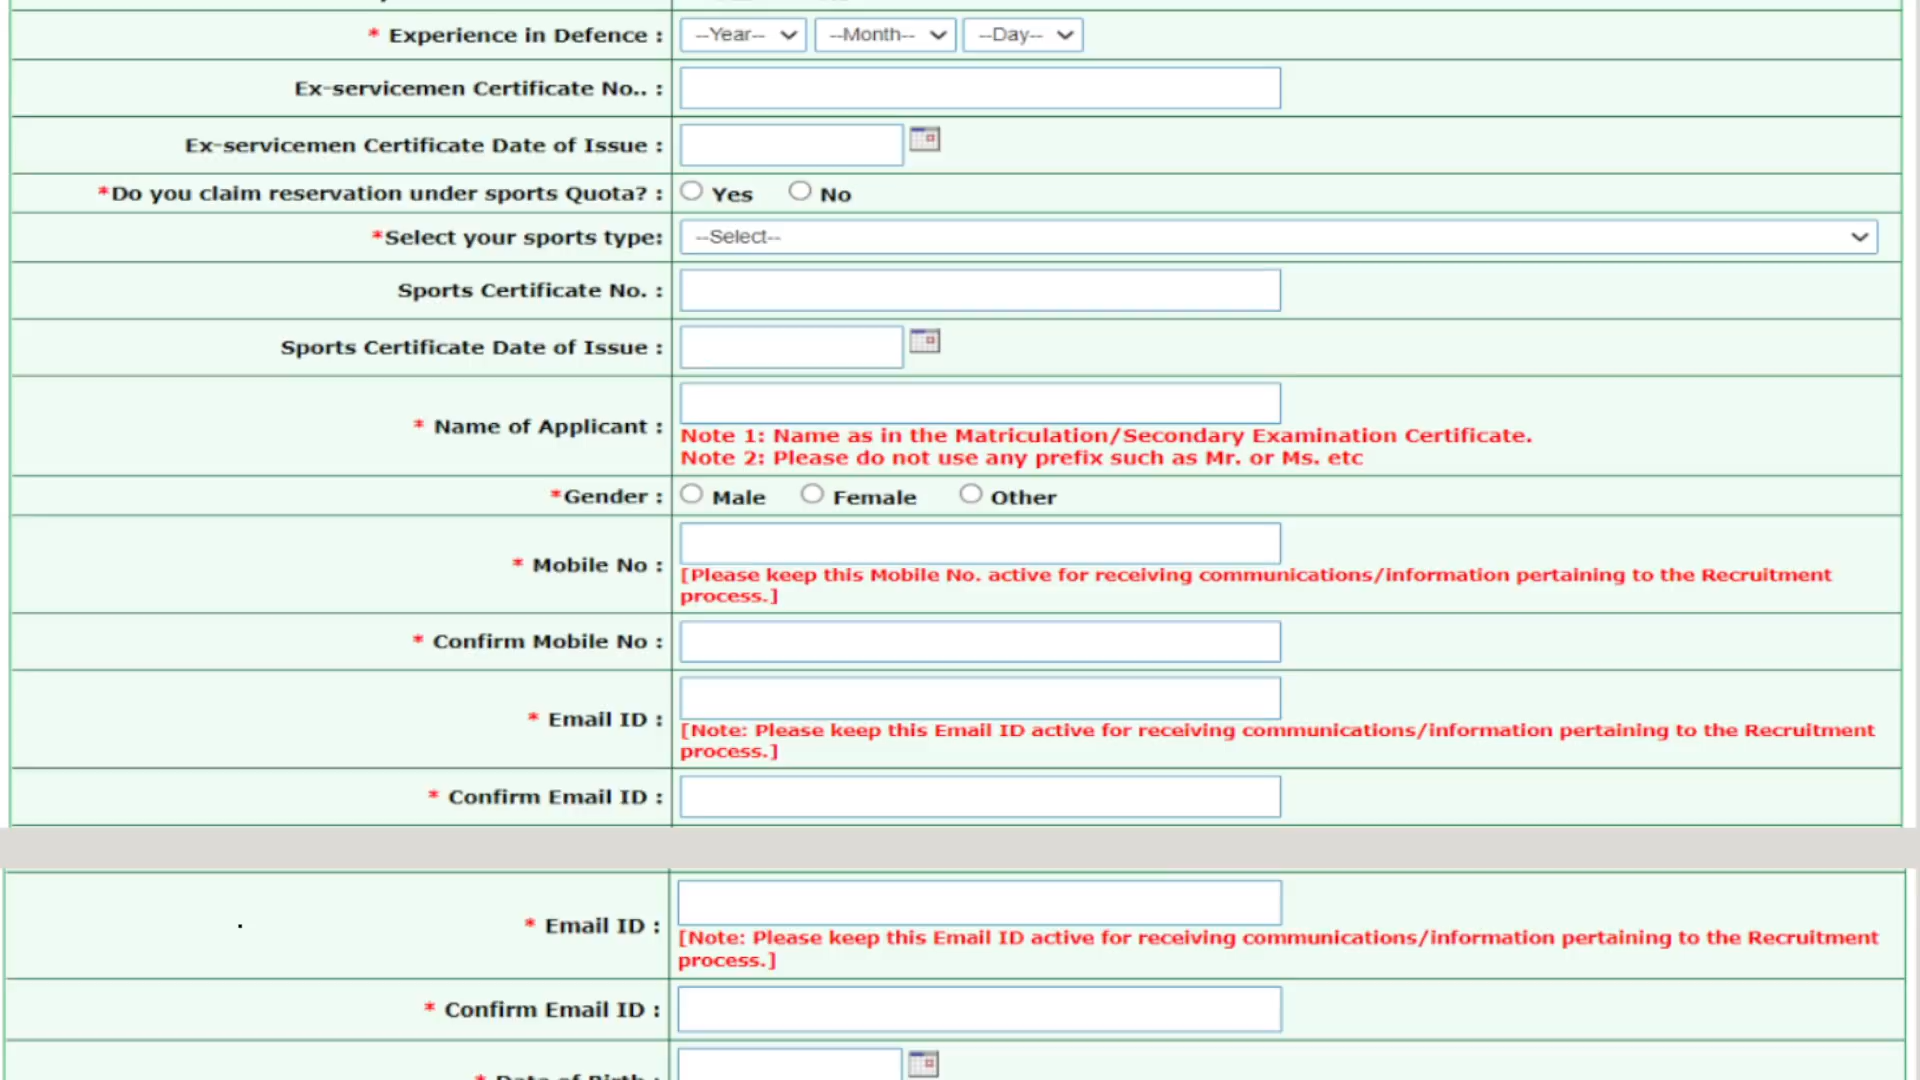 * Experience in Defence : --Year-- --Month-- --Day--
Ex-servicemen Certificate No.. :
Ex-servicemen Certificate Date of Issue :
*Do you claim reservation under sports Quota? : Yes No
*Select your sports type: --Select--
Sports Certificate No. :
Sports Certificate Date of Issue :
* Name of Applicant :
Note 1: Name as in the Matriculation/Secondary Examination Certificate.
Note 2: Please do not use any prefix such as Mr. or Ms. etc
*Gender : Male Female Other
* Mobile No :
[Please keep this Mobile No. active for receiving communications/information pertaining to the Recruitment
process.]
* Confirm Mobile No :
* Email ID :
[Note: Please keep this Email ID active for receiving communications/information pertaining to the Recruitment
process.]
* Confirm Email ID :
* Email ID :
[Note: Please keep this Email ID active for receiving communications/information pertaining to the Recruitment
process.]
* Confirm Email ID :
* Date of Birth :